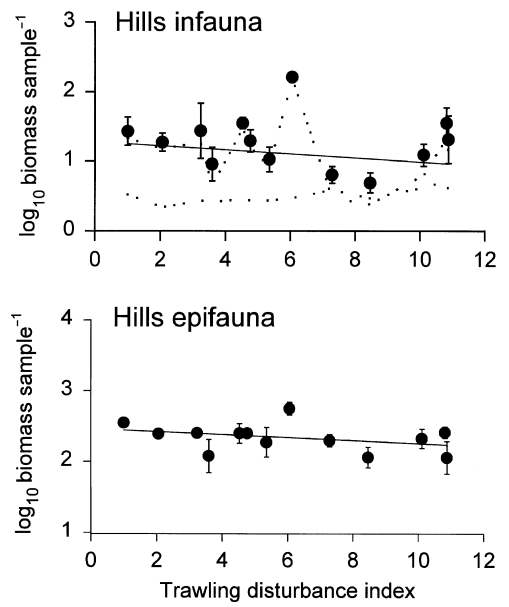 Hills infauna
log10 biomass sample-1
3
2
1
0
0 2 4 6 8 10 12
Hills epifauna
log10 biomass sample-1
4
3
2
1
0 2 4 6 8 10 12
Trawling disturbance index